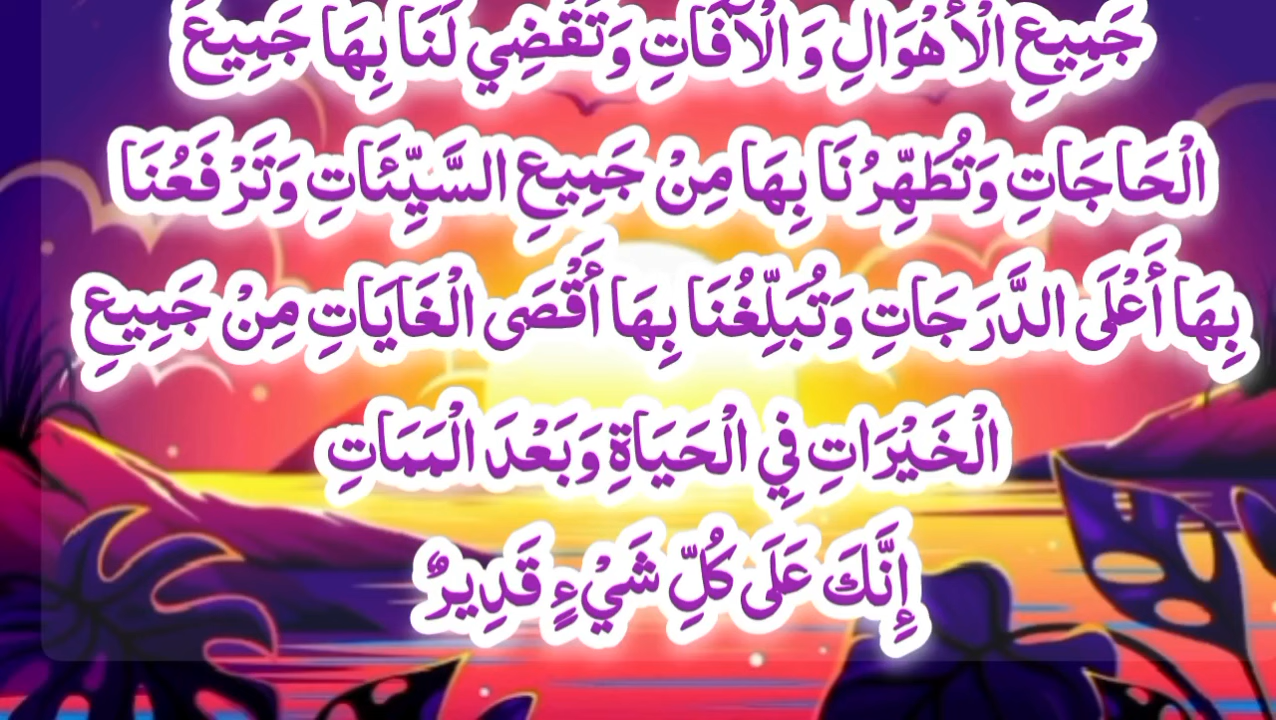 جَمِيعِ الْأَهْوَالِ وَ الْآفَاتِ وَتَقْضِي لَنَا بِهَا جَمِيعَ
الْحَاجَاتِ وَتُطَهِّرُنَا بِهَا مِنْ جَمِيعِ السَّيِّئَاتِ وَتَرْفَعُنَا
بِهَا أَعْلَى الدَّرَجَاتِ وَتُبَلِّغُنَا بِهَا أَقْصَى الْغَايَاتِ مِنْ جَمِيعِ
الْخَيْرَاتِ فِي الْحَيَاةِ وَبَعْدَ الْمَمَاتِ
إِنَّكَ عَلَى كُلِّ شَيْءٍ قَدِيرٌ